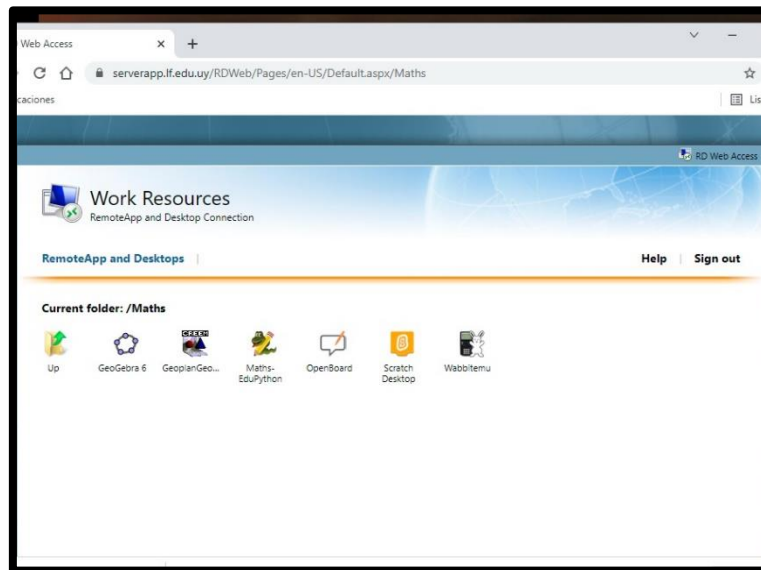 Web Access
serverapp.lf.edu.uy/RDWeb/Pages/en-US/Default.aspx/Maths
caciones
Lis
RD Web Access
Work Resources
RemoteApp and Desktop Connection
RemoteApp and Desktops
Help
Sign out
Current folder: /Maths
Up
GeoGebra 6
GeoplanGeo...
Maths-
EduPython
OpenBoard
Scratch
Desktop
Wabbitemu